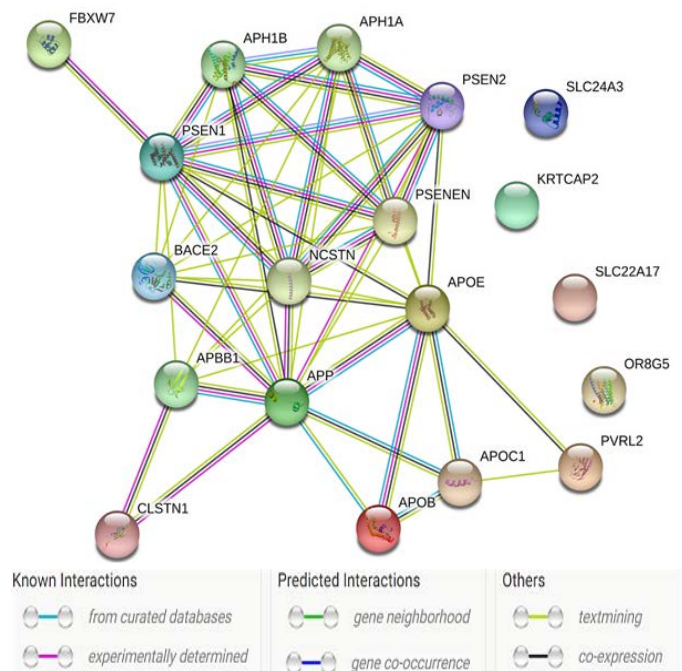 FBXW7
APH1B
APH1A
PSEN2
SLC24A3
PSEN1
KRTCAP2
PSENEN
BACE2
NCSTN
APOE
SLC22A17
APBB1
APP
OR8G5
APOC1
PVRL2
CLSTN1
APOB
Known Interactions
from curated databases
experimentally determined
Predicted Interactions
gene neighborhood
gene co-occurrence
Others
textmining
co-expression